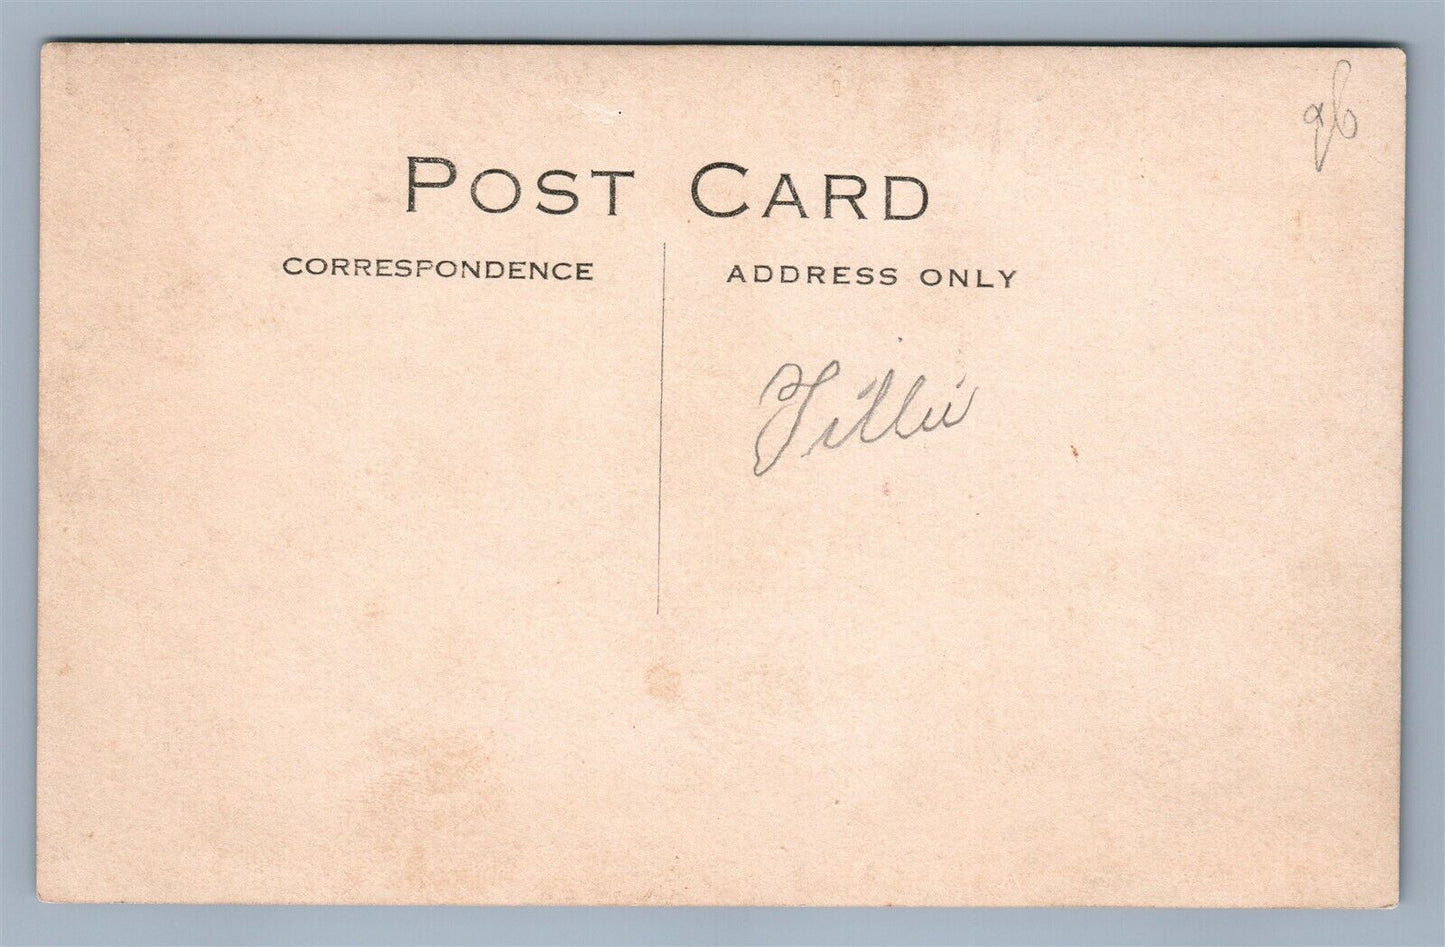 POST CARD
CORRESPONDENCE
ADDRESS ONLY
Tillie